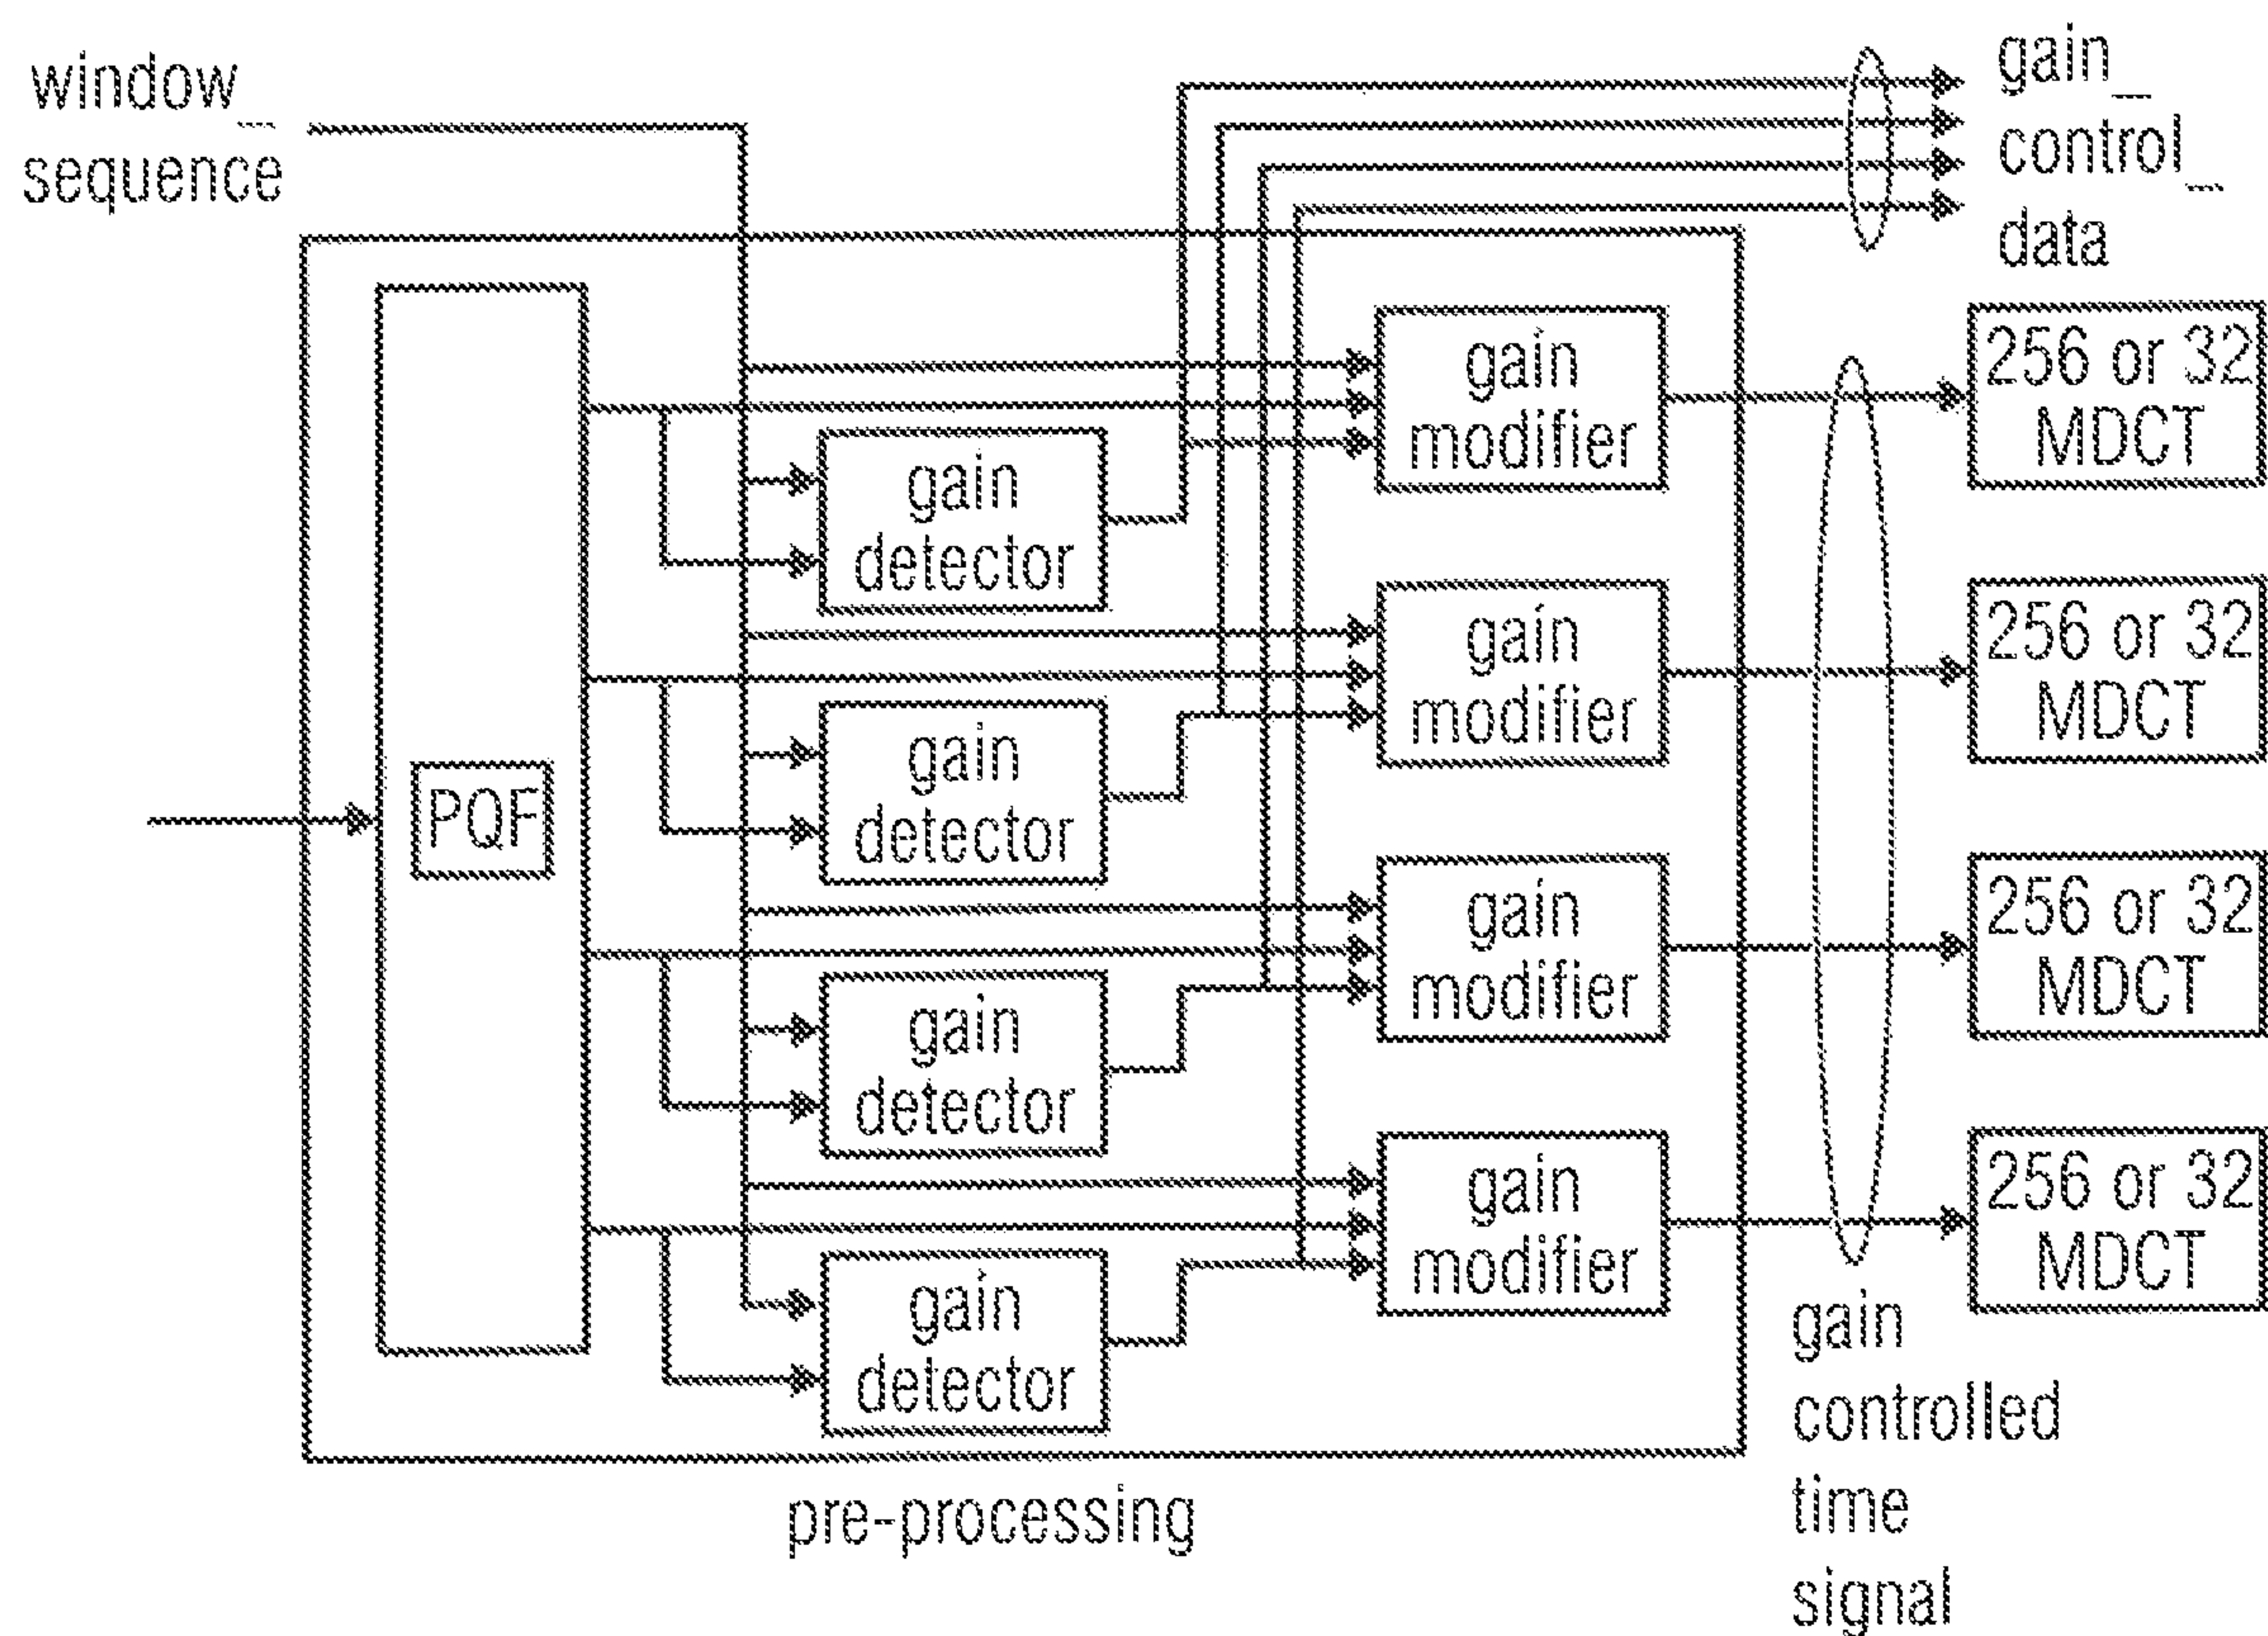 window_
sequence
gain_
control_
data
gain
modifier
256 or 32
MDCT
gain
detector
gain
modifier
256 or 32
MDCT
gain
detector
PQF
gain
modifier
256 or 32
MDCT
gain
detector
gain
modifier
256 or 32
MDCT
gain
detector
gain
controlled
time
signal
pre-processing